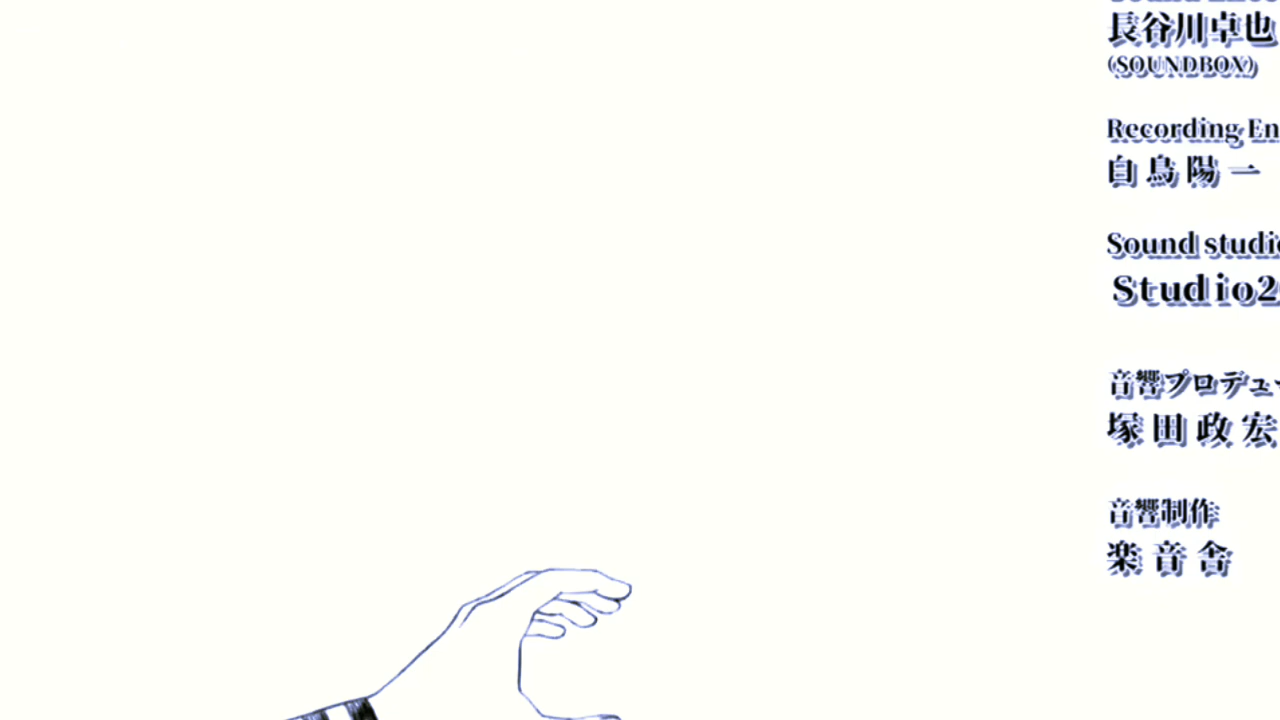 長谷川卓也
(SOUNDBOX)
Recording En
白鳥陽一
Sound studi
Studio2
音響プロデュ
塚田政宏
音響制作
楽音舎